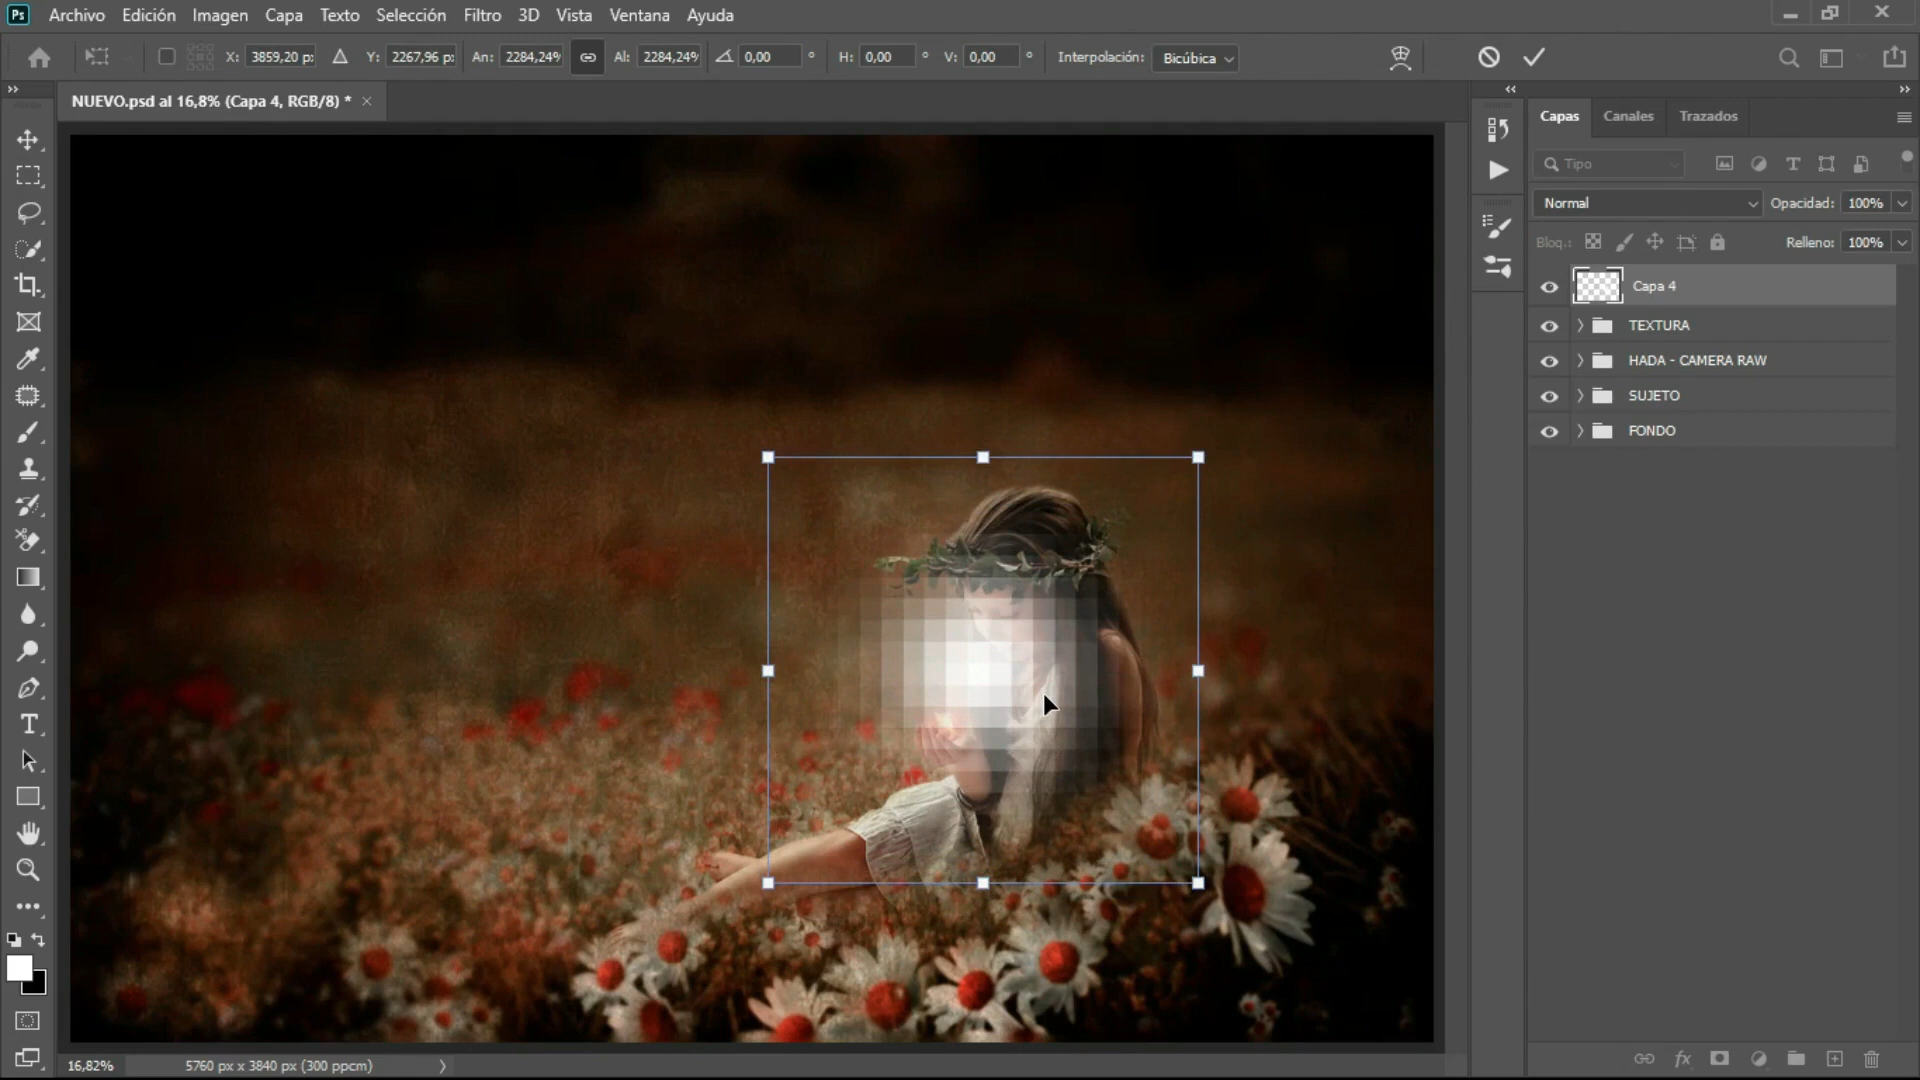 Ps Archivo Edición Imagen Capa Texto Selección Filtro 3D Vista Ventana Ayuda
X: 3859,20 px Y: 2267,96 px An: 2284,24% Al: 2284,24% 0,00 ° H: 0,00 ° V: 0,00 ° Interpolación: Bicúbica
NUEVO.psd al 16,8% (Capa 4, RGB/8) *
Capas Canales Trazados
Tipo
Normal Opacidad: 100%
Bloq.: Relleno: 100%
Capa 4
TEXTURA
HADA - CAMERA RAW
SUJETO
FONDO
16,82% 5760 px x 3840 px (300 ppcm)